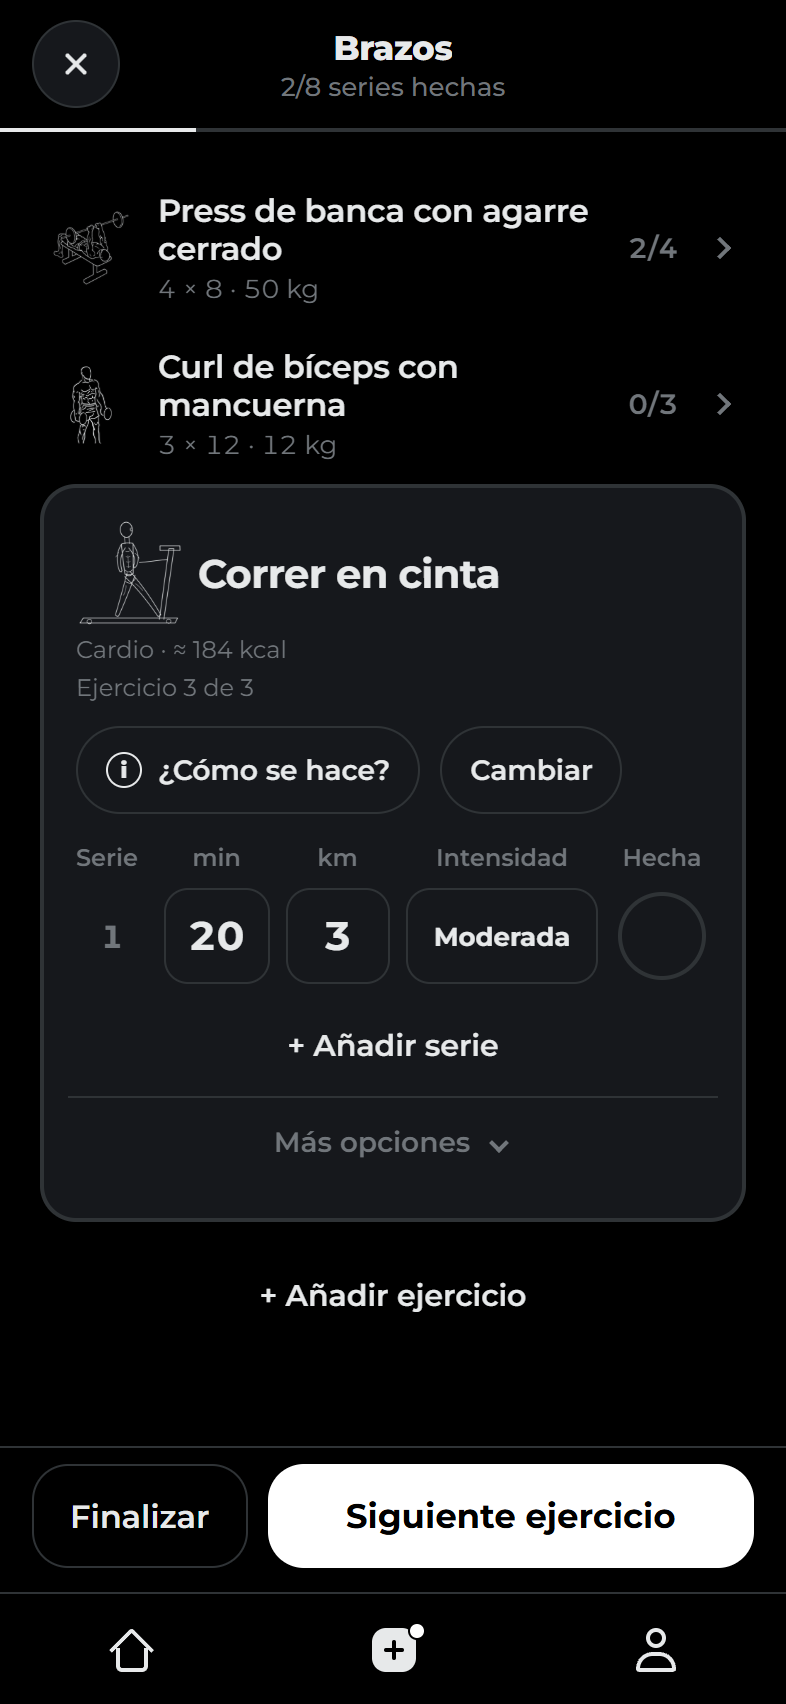 Brazos
2/8 series hechas
Press de banca con agarre
cerrado
2/4
4 × 8 · 50 kg
Curl de bíceps con
mancuerna
0/3
3 × 12 · 12 kg
Correr en cinta
Cardio · ≈ 184 kcal
Ejercicio 3 de 3
¿Cómo se hace?
Cambiar
Serie min km Intensidad Hecha
1 20 3 Moderada
+ Añadir serie
Más opciones
+ Añadir ejercicio
Finalizar
Siguiente ejercicio